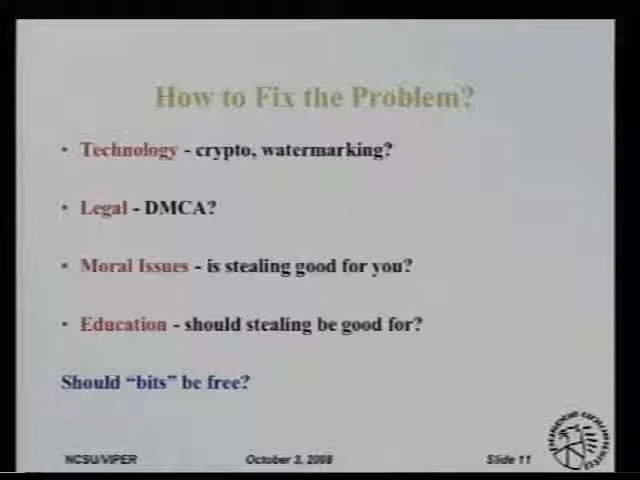 How to Fix the Problem?
• Technology - crypto, watermarking?
• Legal - DMCA?
• Moral Issues - is stealing good for you?
• Education - should stealing be good for?
Should “bits” be free?
NCSU/VIPER October 3, 2008 Slide 11